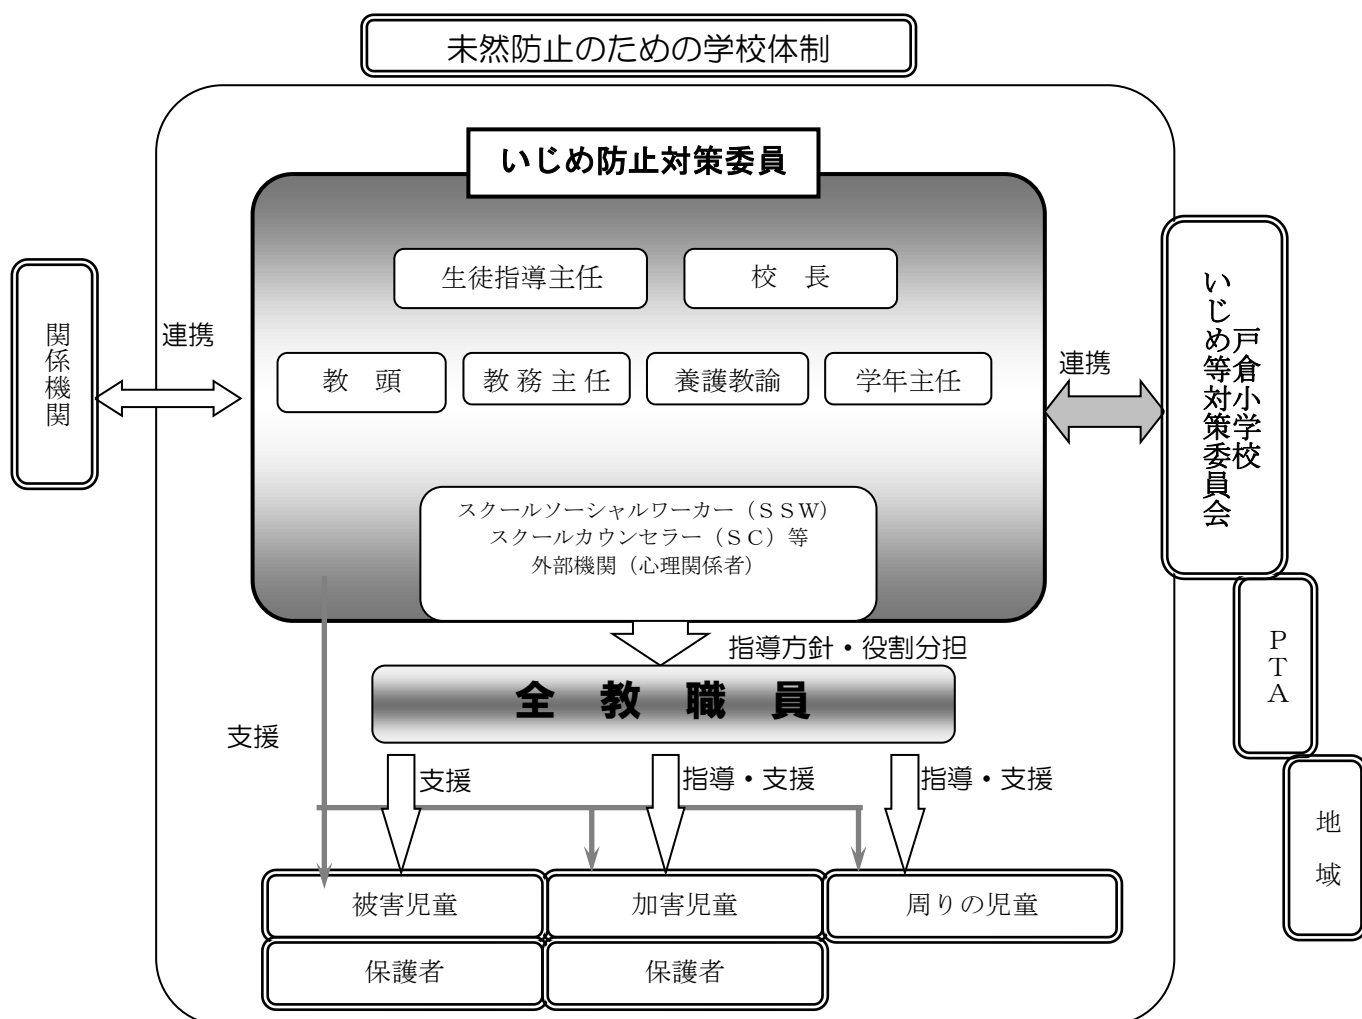 未然防止のための学校体制
いじめ防止対策委員
生徒指導主任
校　長
関係機関
連携
教　頭
教 務 主 任
養護教諭
学年主任
連携
戸倉小学校
いじめ等対策委員会
スクールソーシャルワーカー（ＳＳＷ）
スクールカウンセラー（ＳＣ）等
外部機関（心理関係者）
指導方針・役割分担
ＰＴＡ
全　教　職　員
支援
支援
指導・支援
指導・支援
地　域
被害児童
加害児童
周りの児童
保護者
保護者